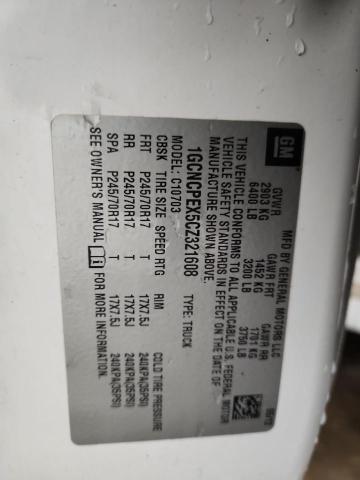 GM
MFD BY GENERAL MOTORS LLC
GVWR GAWR FRT GAWR RR
2903 KG 1452 KG 1701 KG
6400 LB 3200 LB 3750 LB
THIS VEHICLE CONFORMS TO ALL APPLICABLE U.S. FEDERAL MOTOR
VEHICLE SAFETY STANDARDS IN EFFECT ON THE DATE OF
MANUFACTURE SHOWN ABOVE.
1GCNCPEX5CZ321608 TYPE: TRUCK
MODEL: C10703
CBSK TIRE SIZE SPEED RTG RIM COLD TIRE PRESSURE
FRT P245/70R17 T 17X7.5J 240KPA(35PSI)
RR P245/70R17 T 17X7.5J 240KPA(35PSI)
SPA P245/70R17 T 17X7.5J 240KPA(35PSI)
SEE OWNER'S MANUAL FOR MORE INFORMATION.